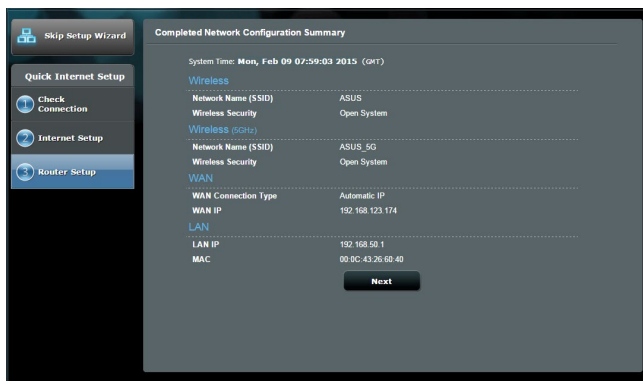 Skip Setup Wizard
Quick Internet Setup
1 Check
Connection
2 Internet Setup
3 Router Setup
Completed Network Configuration Summary
System Time: Mon, Feb 09 07:59:03 2015 (GMT)
Wireless
Network Name (SSID) ASUS
Wireless Security Open System
Wireless (5GHz)
Network Name (SSID) ASUS_5G
Wireless Security Open System
WAN
WAN Connection Type Automatic IP
WAN IP 192.168.123.174
LAN
LAN IP 192.168.50.1
MAC 00:0C:43:26:60:40
Next